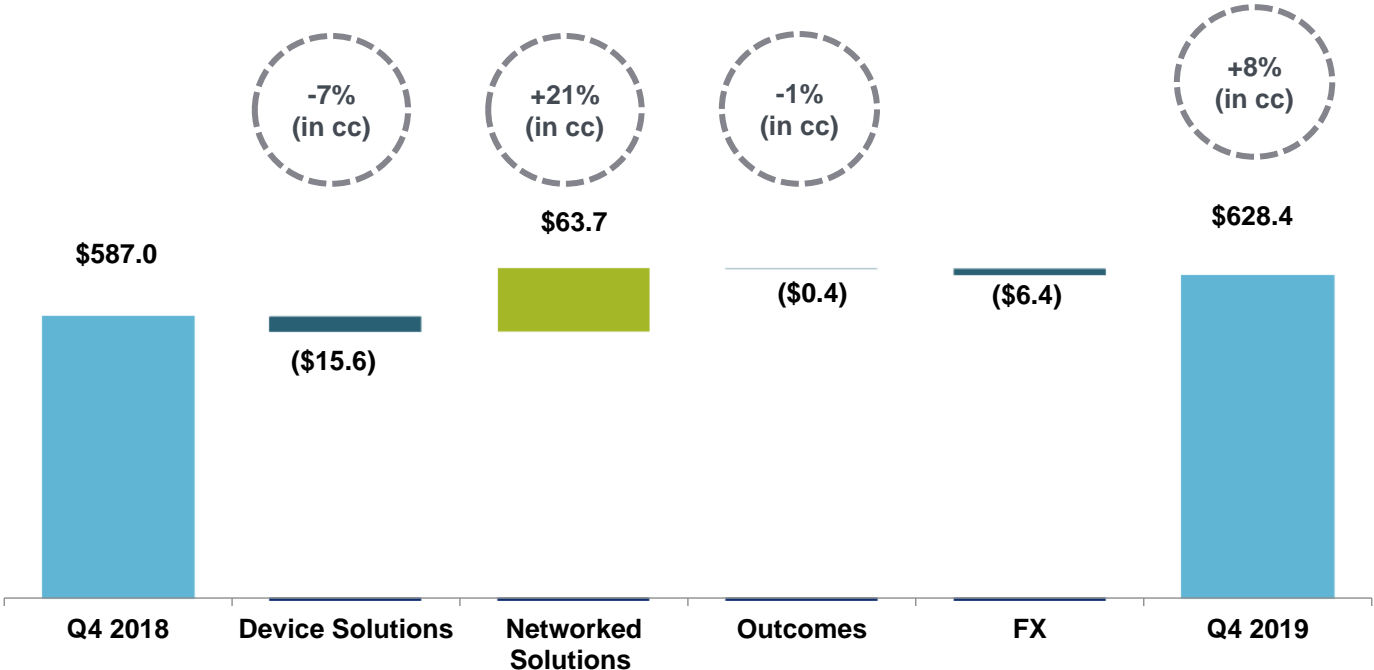 -7%
(in cc)
+21%
(in cc)
-1%
(in cc)
+8%
(in cc)
$587.0
($15.6)
$63.7
($0.4)
($6.4)
$628.4
Q4 2018
Device Solutions
Networked
Solutions
Outcomes
FX
Q4 2019